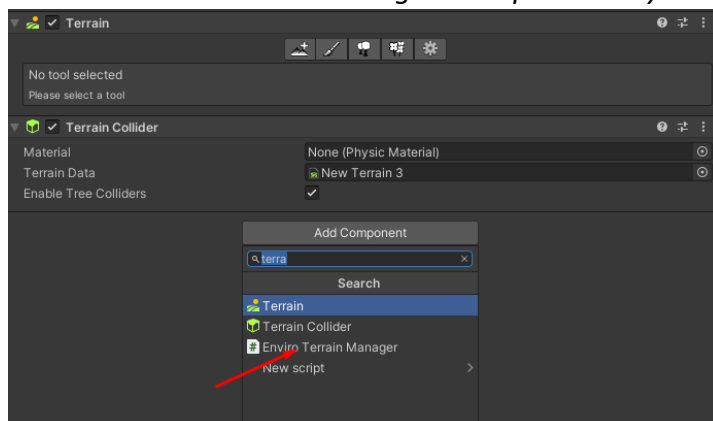 Terrain
No tool selected
Please select a tool
Terrain Collider
Material None (Physic Material)
Terrain Data New Terrain 3
Enable Tree Colliders
Add Component
terra
Search
Terrain
Terrain Collider
# Enviro Terrain Manager
New script